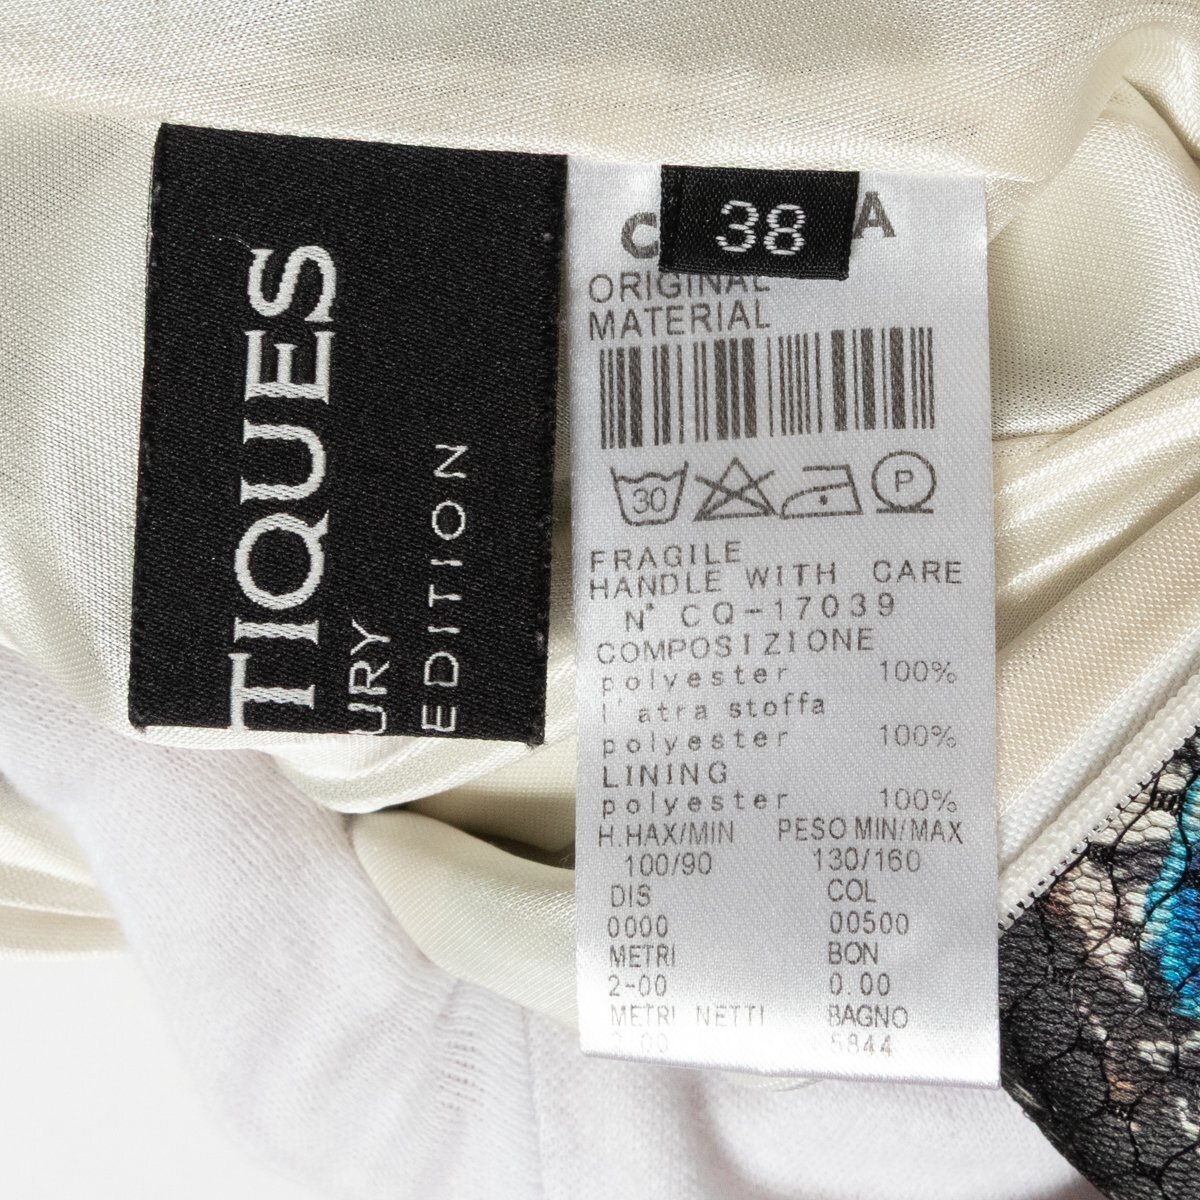 TIQUES
URY
EDITION
38
C A
ORIGINAL
MATERIAL
30
P
FRAGILE
HANDLE WITH CARE
N° CQ-17039
COMPOSIZIONE
polyester 100%
l'atra stoffa
polyester 100%
LINING
polyester 100%
H.HAX/MIN PESO MIN/MAX
100/90 130/160
DIS COL
0000 00500
METRI BON
2-00 0.00
METRI NETTI BAGNO
5844